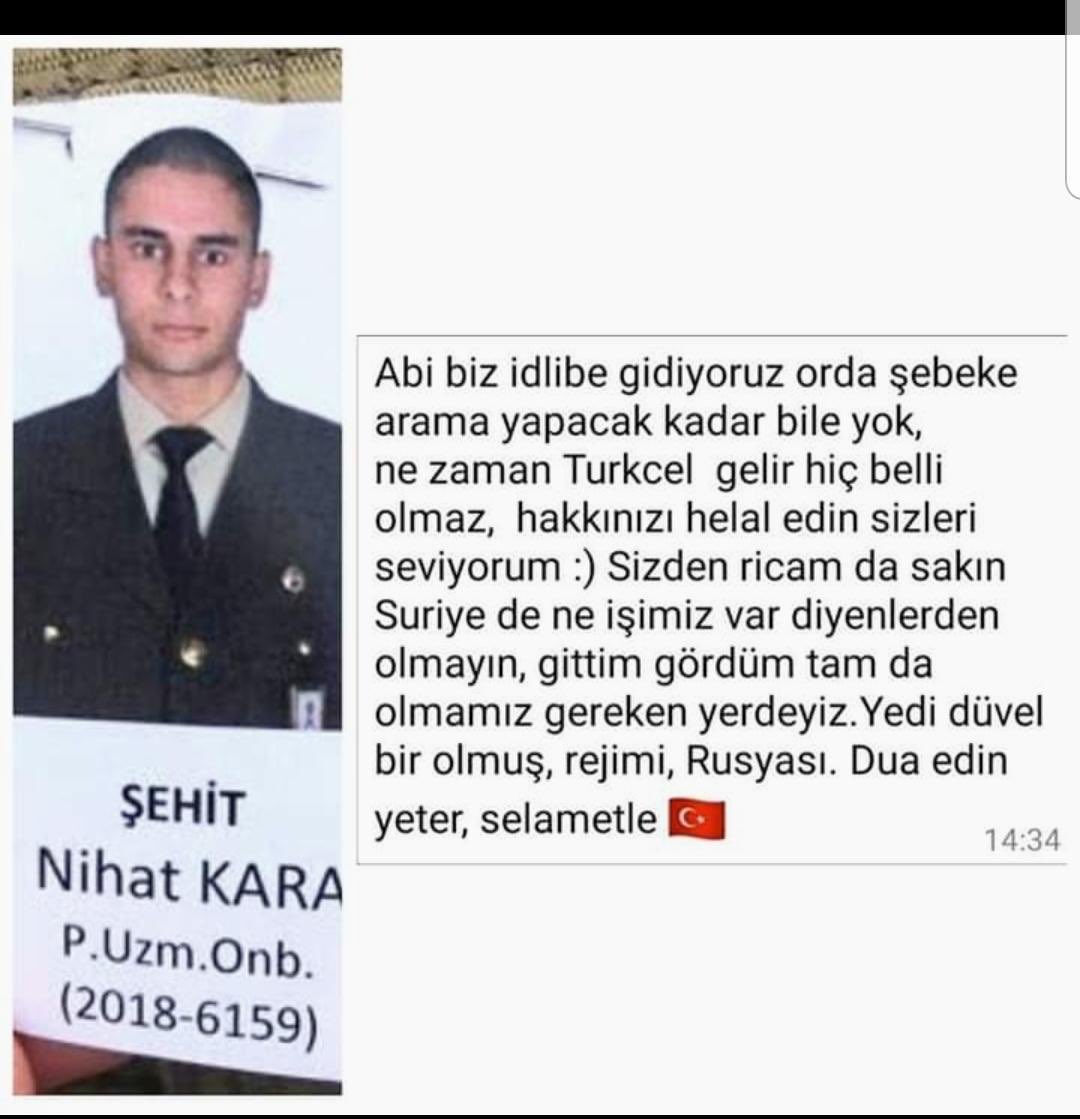 ŞEHİT
Nihat KARA
P.Uzm.Onb.
(2018-6159)
Abi biz idlibe gidiyoruz orda şebeke
arama yapacak kadar bile yok,
ne zaman Turkcel  gelir hiç belli
olmaz,  hakkınızı helal edin sizleri
seviyorum :) Sizden ricam da sakın
Suriye de ne işimiz var diyenlerden
olmayın, gittim gördüm tam da
olmamız gereken yerdeyiz.Yedi düvel
bir olmuş, rejimi, Rusyası. Dua edin
yeter, selametle 🇹🇷
14:34